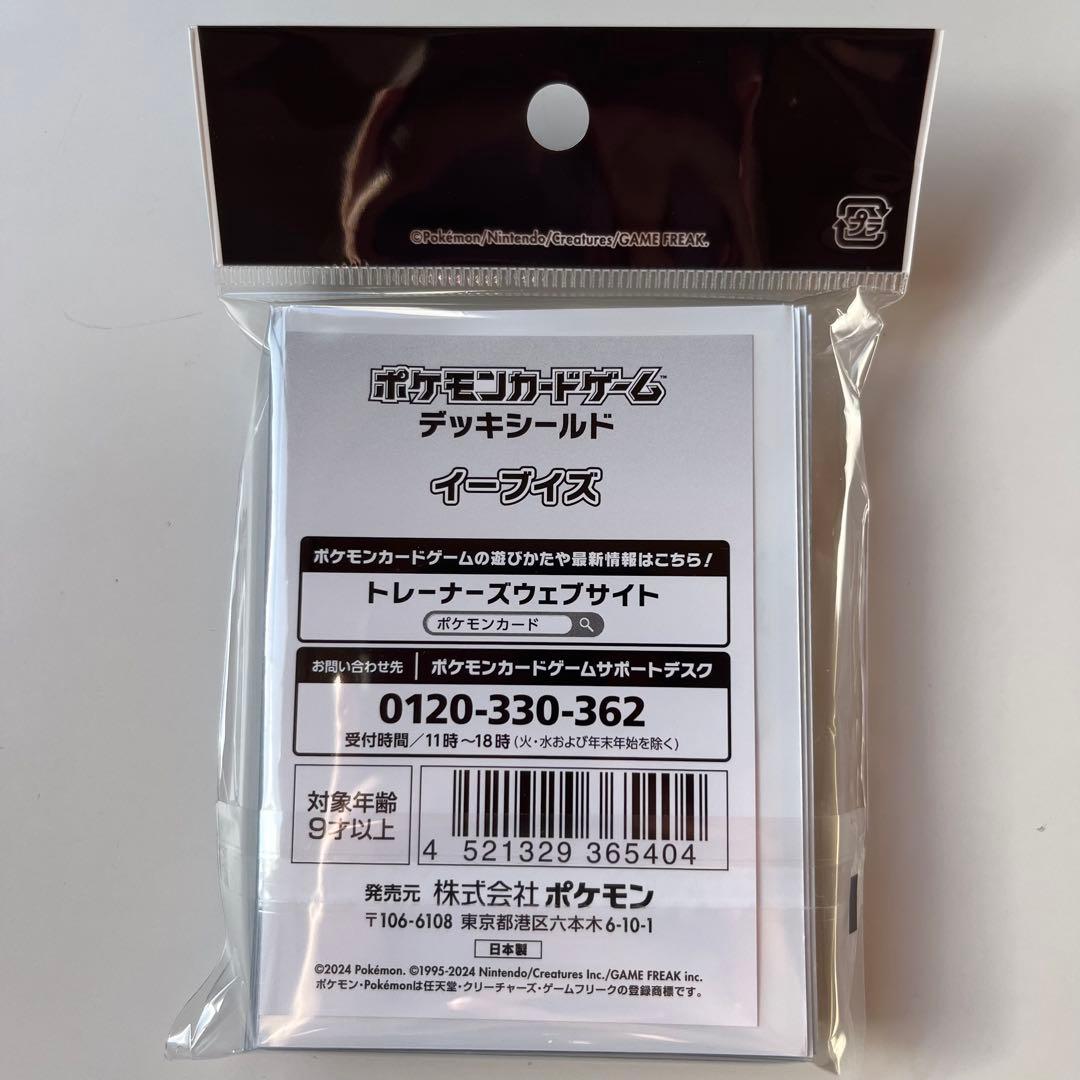 ©Pokémon/Nintendo/Creatures/GAME FREAK.
プラ
ポケモンカードゲーム™
デッキシールド
イーブイズ
ポケモンカードゲームの遊びかたや最新情報はこちら!
トレーナーズウェブサイト
ポケモンカード
お問い合わせ先 | ポケモンカードゲームサポートデスク
0120-330-362
受付時間/11時~18時(火・水および年末年始を除く)
対象年齢
9才以上
4 521329 365404
発売元 株式会社 ポケモン
〒106-6108 東京都港区六本木6-10-1
日本製
©2024 Pokémon. ©1995-2024 Nintendo/Creatures Inc./GAME FREAK inc.
ポケモン・Pokémonは任天堂・クリーチャーズ・ゲームフリークの登録商標です。